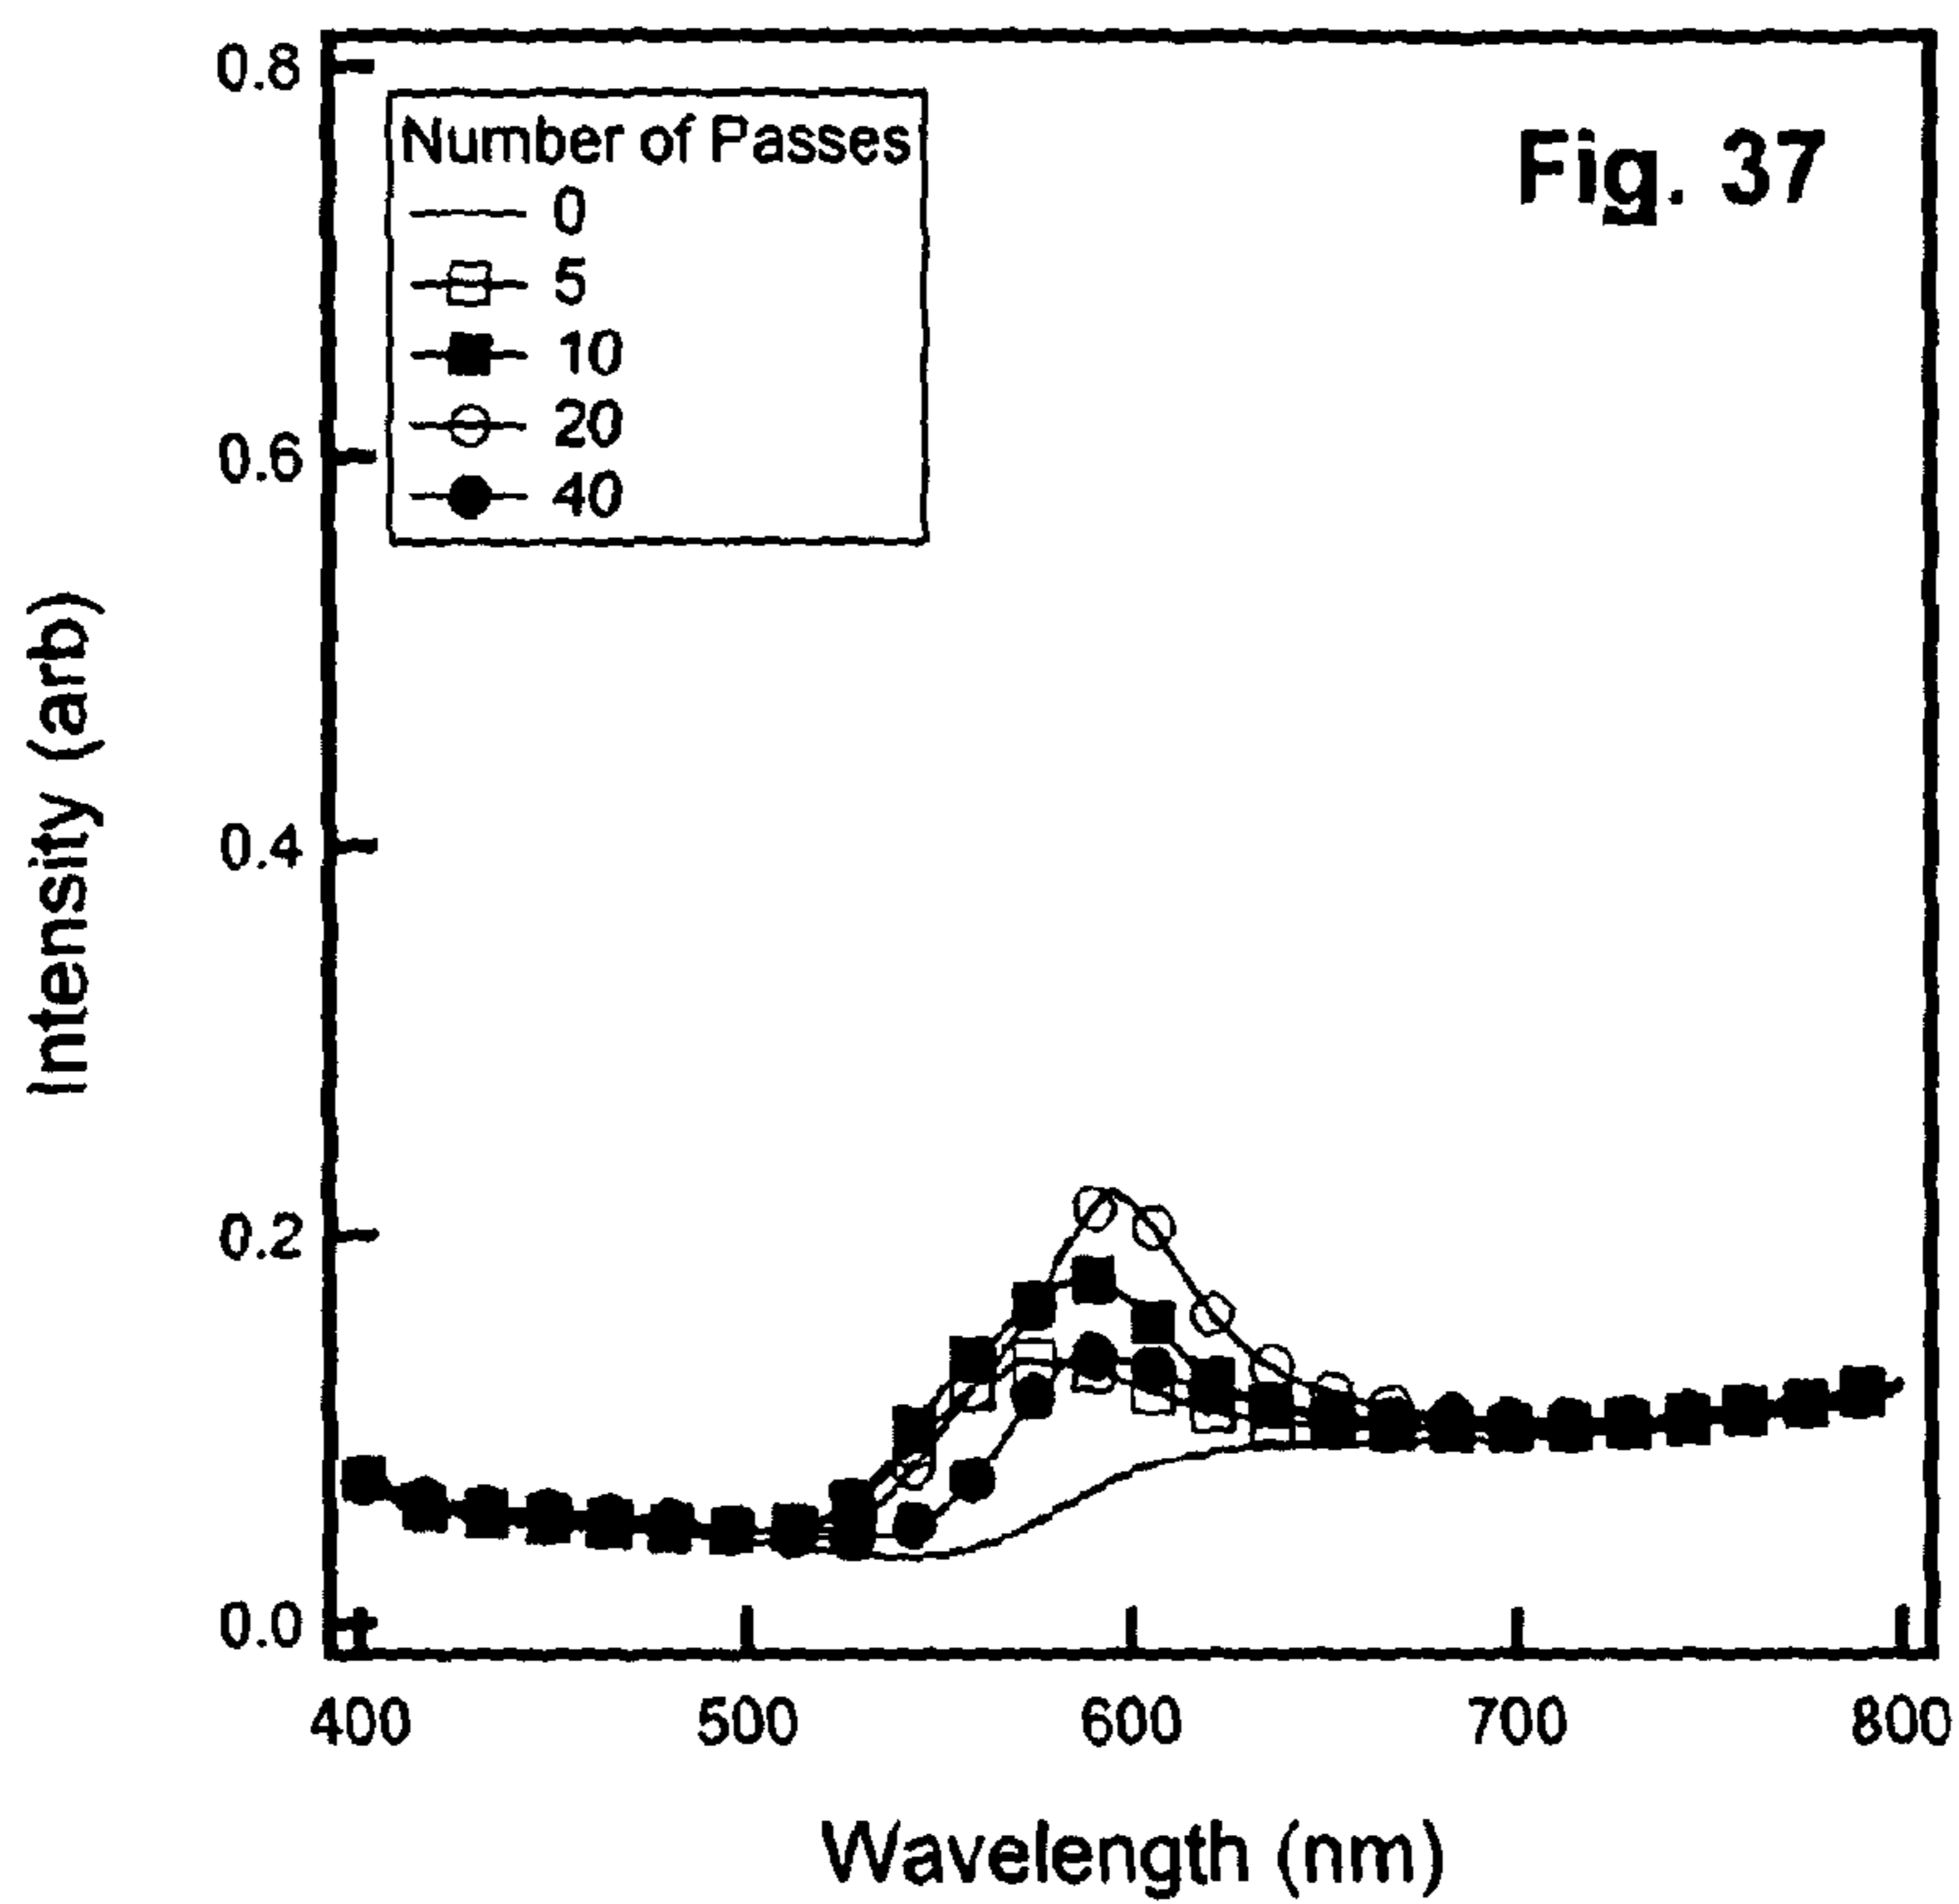 Fig. 37
Number of Passes
0
5
10
20
40
Intensity (arb)
0.8
0.6
0.4
0.2
0.0
400 500 600 700 800
Wavelength (nm)